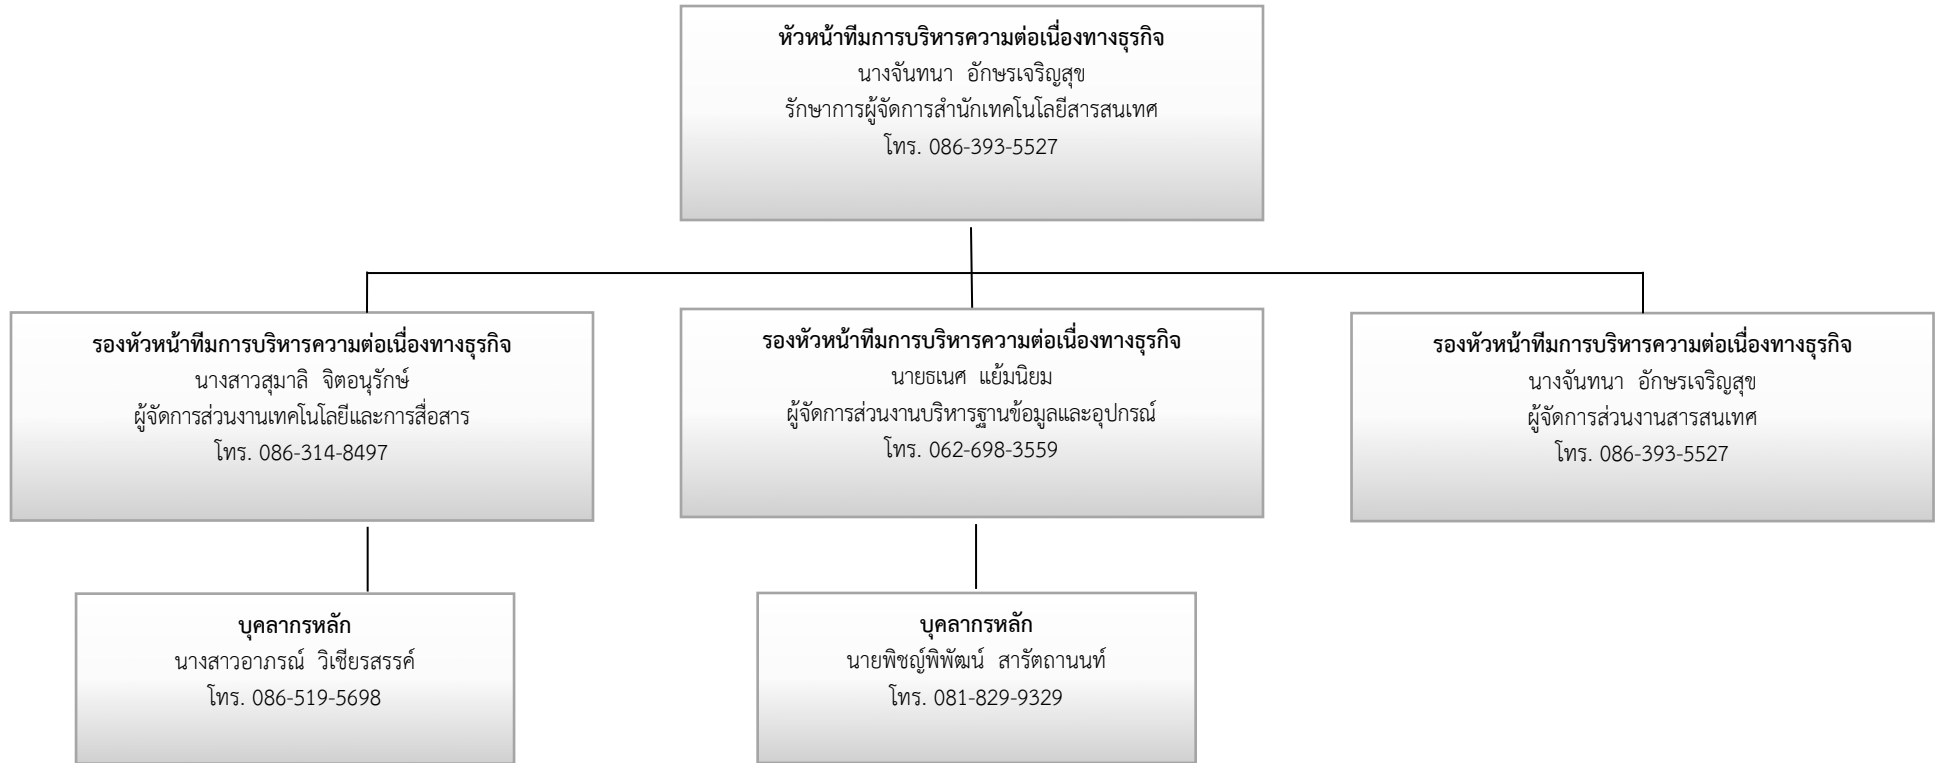 หัวหน้าทีมการบริหารความต่อเนื่องทางธุรกิจ
นางจันทนา อักษรเจริญสุข
รักษาการผู้จัดการสำนักเทคโนโลยีสารสนเทศ
โทร. 086-393-5527
รองหัวหน้าทีมการบริหารความต่อเนื่องทางธุรกิจ
นางสาวสุมาลิ จิตอนุรักษ์
ผู้จัดการส่วนงานเทคโนโลยีและการสื่อสาร
โทร. 086-314-8497
รองหัวหน้าทีมการบริหารความต่อเนื่องทางธุรกิจ
นายธเนศ แย้มนิยม
ผู้จัดการส่วนงานบริหารฐานข้อมูลและอุปกรณ์
โทร. 062-698-3559
รองหัวหน้าทีมการบริหารความต่อเนื่องทางธุรกิจ
นางจันทนา อักษรเจริญสุข
ผู้จัดการส่วนงานสารสนเทศ
โทร. 086-393-5527
บุคลากรหลัก
นางสาวอาภรณ์ วิเชียรสรรค์
โทร. 086-519-5698
บุคลากรหลัก
นายพิชญ์พิพัฒน์ สารัตถานนท์
โทร. 081-829-9329